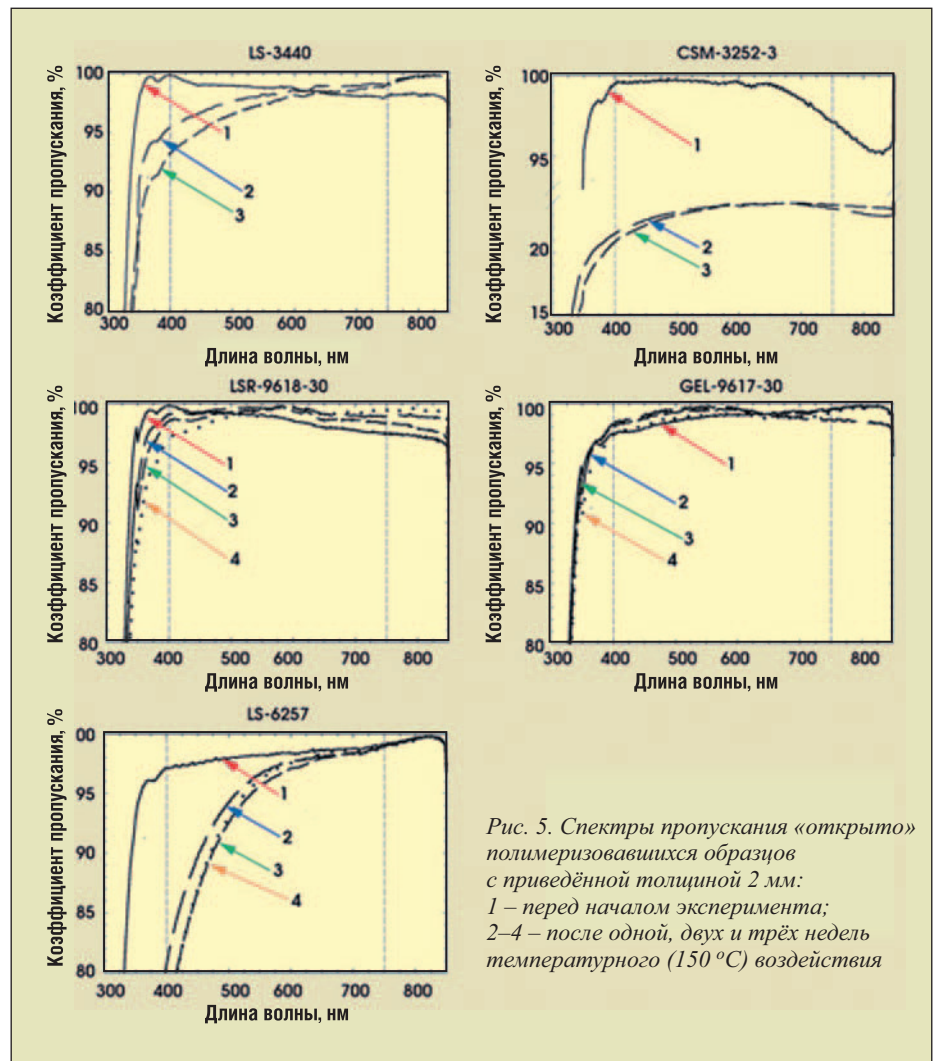 LS-3440
Коэффициент пропускания, %
100
95
90
85
80
1
2
3
300 400 500 600 700 800
Длина волны, нм
CSM-3252-3
Коэффициент пропускания, %
100
95
20
15
1
2
3
300 400 500 600 700 800
Длина волны, нм
LSR-9618-30
Коэффициент пропускания, %
100
95
90
85
80
1
2
3
4
300 400 500 600 700 800
Длина волны, нм
GEL-9617-30
Коэффициент пропускания, %
100
95
90
85
80
1
2
3
4
300 400 500 600 700 800
Длина волны, нм
LS-6257
Коэффициент пропускания, %
00
95
90
85
80
1
2
3
4
300 400 500 600 700 800
Длина волны, нм
Рис. 5. Спектры пропускания «открыто»
полимеризовавшихся образцов
с приведённой толщиной 2 мм:
1 – перед началом эксперимента;
2–4 – после одной, двух и трёх недель
температурного (150 °C) воздействия